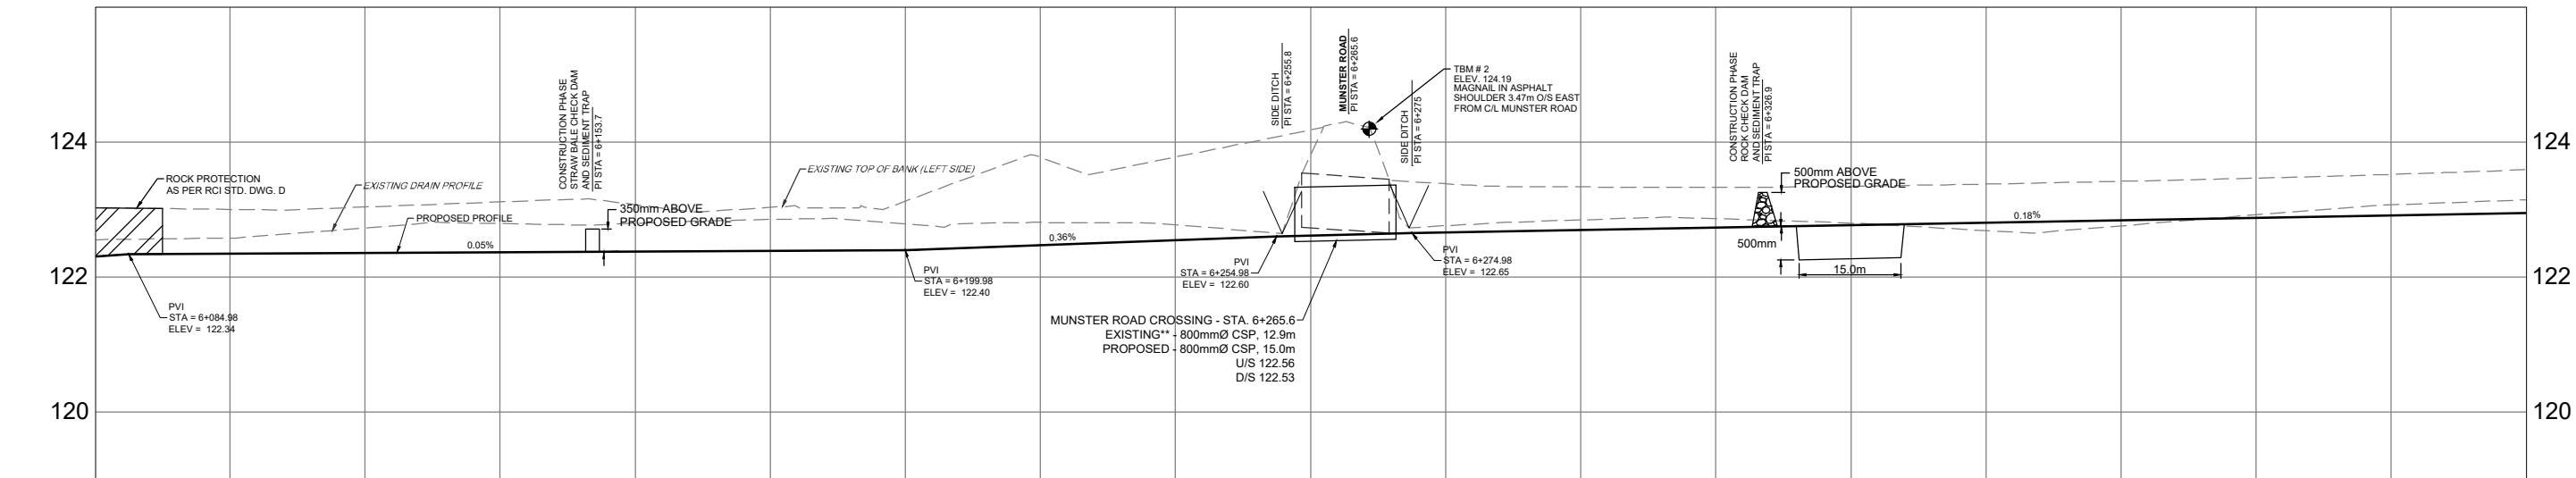 124
122
120
ROCK PROTECTION
AS PER RCI STD. DWG. D
EXISTING DRAIN PROFILE
PROPOSED PROFILE
0.05%
PVI
STA = 6+084.98
ELEV = 122.34
CONSTRUCTION PHASE
STRAW BALE CHECK DAM
AND SEDIMENT TRAP
PI STA = 6+153.7
350mm ABOVE
PROPOSED GRADE
EXISTING TOP OF BANK (LEFT SIDE)
PVI
STA = 6+199.98
ELEV = 122.40
0.36%
SIDE DITCH
PI STA = 6+255.8
MUNSTER ROAD
PI STA = 6+265.6
TBM # 2
ELEV. 124.19
MAGNAIL IN ASPHALT
SHOULDER 3.47m O/S EAST
FROM C/L MUNSTER ROAD
SIDE DITCH
PI STA = 6+275
PVI
STA = 6+254.98
ELEV = 122.60
PVI
STA = 6+274.98
ELEV = 122.65
MUNSTER ROAD CROSSING - STA. 6+265.6
EXISTING** - 800mmØ CSP, 12.9m
PROPOSED - 800mmØ CSP, 15.0m
U/S 122.56
D/S 122.53
CONSTRUCTION PHASE
ROCK CHECK DAM
AND SEDIMENT TRAP
PI STA = 6+326.9
500mm ABOVE
PROPOSED GRADE
500mm
15.0m
0.18%
124
122
120